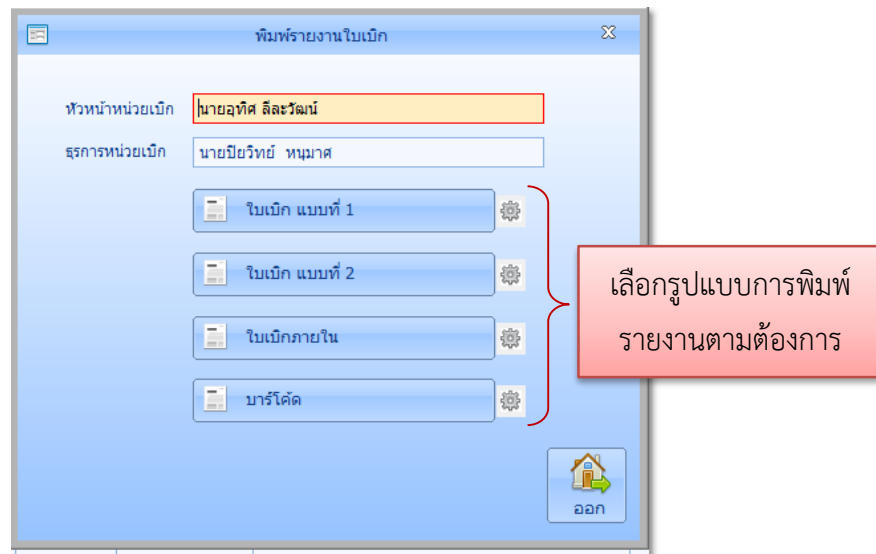 พิมพ์รายงานใบเบิก
หัวหน้าหน่วยเบิก นายอุทิศ ลีละวัฒน์
ธุรการหน่วยเบิก นายปิยวิทย์ หนุมาศ
ใบเบิก แบบที่ 1
ใบเบิก แบบที่ 2
ใบเบิกภายใน
บาร์โค้ด
เลือกรูปแบบการพิมพ์
รายงานตามต้องการ
ออก